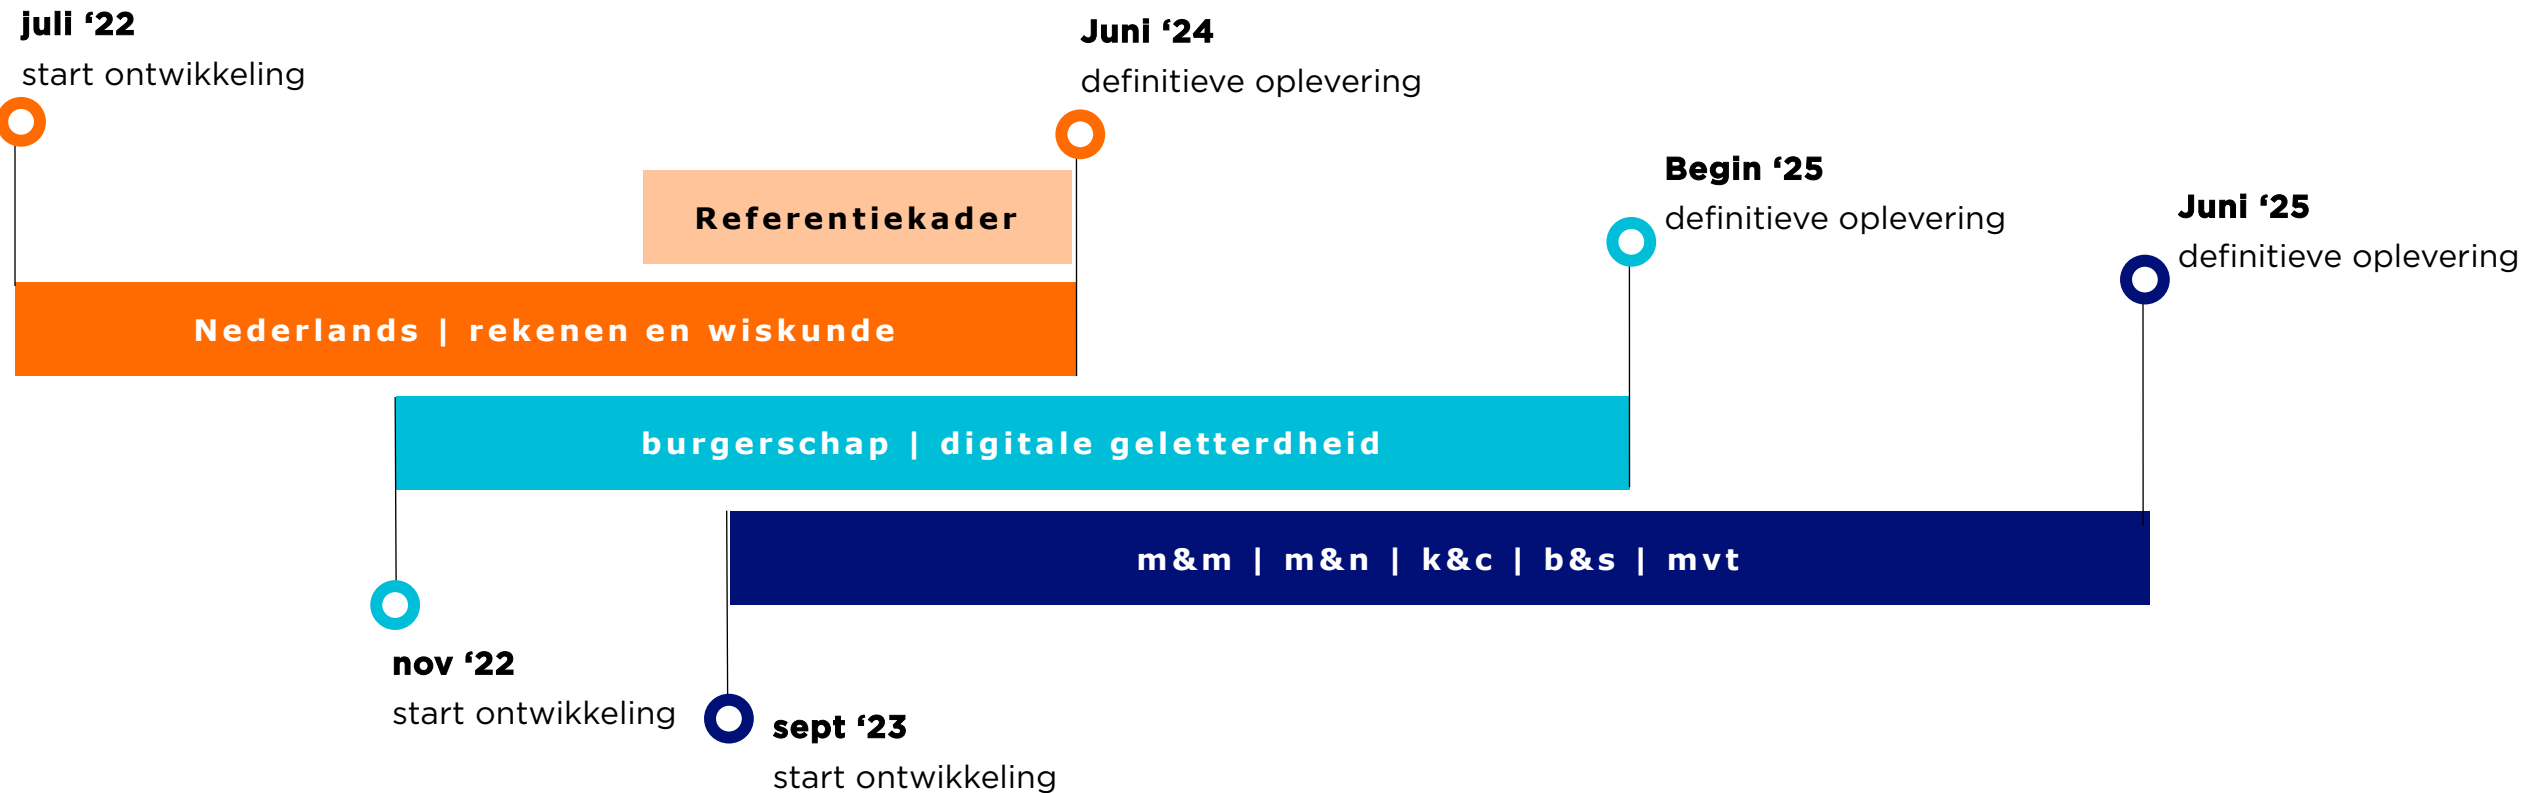 juli ‘22
start ontwikkeling
Juni ‘24
definitieve oplevering
Begin ‘25
definitieve oplevering
Juni ‘25
definitieve oplevering
Referentiekader
Nederlands | rekenen en wiskunde
burgerschap | digitale geletterdheid
m&m | m&n | k&c | b&s | mvt
nov ‘22
start ontwikkeling
sept ‘23
start ontwikkeling